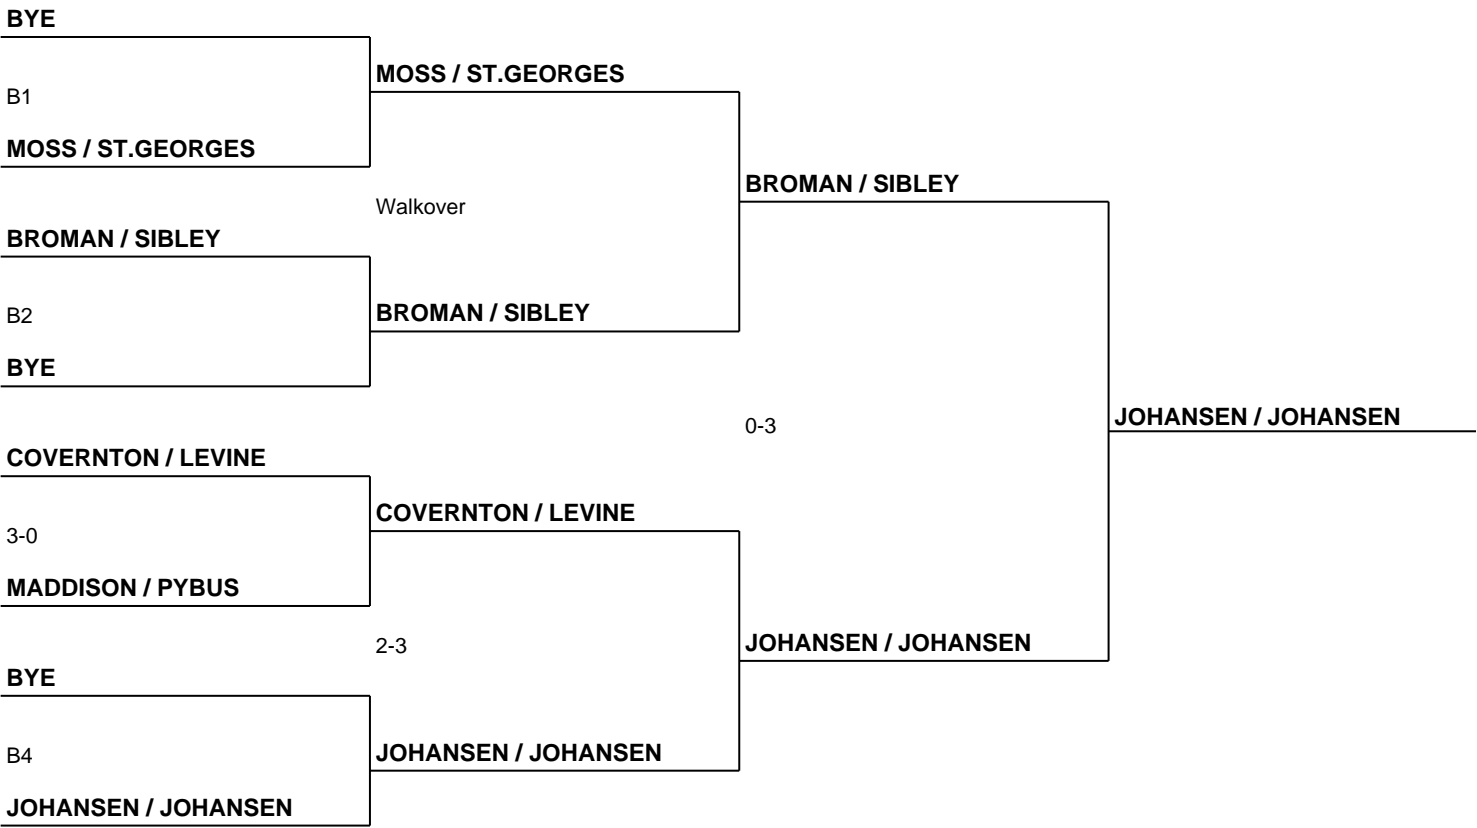 BYE
B1
MOSS / ST.GEORGES
BROMAN / SIBLEY
B2
BYE
COVERNTON / LEVINE
3-0
MADDISON / PYBUS
BYE
B4
JOHANSEN / JOHANSEN
MOSS / ST.GEORGES
Walkover
BROMAN / SIBLEY
COVERNTON / LEVINE
2-3
JOHANSEN / JOHANSEN
BROMAN / SIBLEY
0-3
JOHANSEN / JOHANSEN
JOHANSEN / JOHANSEN